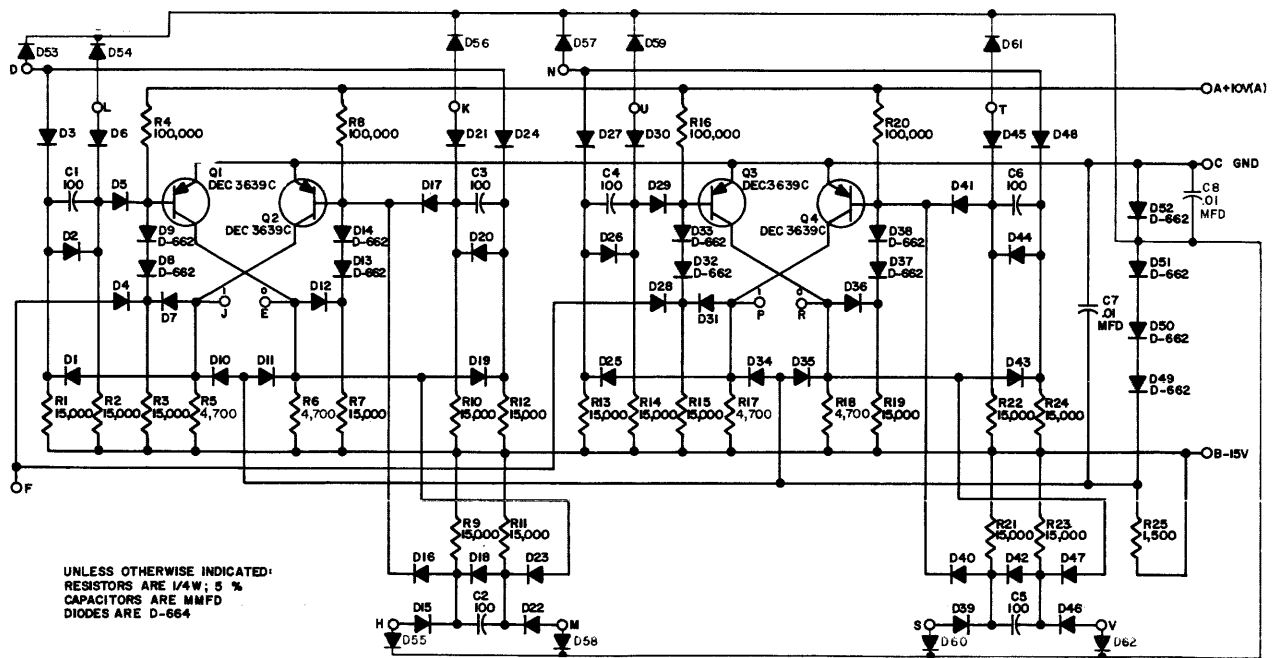 D53
D54
D56
D57
D59
D61
D
N
A+10V(A)
L
K
U
T
R4
100,000
R8
100,000
R16
100,000
R20
100,000
D3
D6
D21
D24
D27
D30
D45
D48
C GND
C1
100
D5
Q1
DEC 3639C
Q2
DEC 3639C
D17
C3
100
C4
100
D29
Q3
DEC 3639C
Q4
DEC 3639C
D41
C6
100
C8
.01
MFD
D52
D-662
D2
D9
D-662
D14
D-662
D20
D26
D33
D-662
D38
D-662
D44
D8
D-662
D13
D-662
D32
D-662
D37
D-662
D51
D-662
D4
D7
1
J
0
E
D12
D28
D31
1
P
0
R
D36
C7
.01
MFD
D50
D-662
D1
D10
D11
D19
D25
D34
D35
D43
D49
D-662
R1
15,000
R2
15,000
R3
15,000
R5
4,700
R6
4,700
R7
15,000
R10
15,000
R12
15,000
R13
15,000
R14
15,000
R15
15,000
R17
4,700
R18
4,700
R19
15,000
R22
15,000
R24
15,000
B-15V
F
R9
15,000
R11
15,000
R21
15,000
R23
15,000
R25
1,500
D16
D18
D23
D40
D42
D47
UNLESS OTHERWISE INDICATED:
RESISTORS ARE 1/4W; 5 %
CAPACITORS ARE MMFD
DIODES ARE D-664
H
D15
C2
100
D22
M
S
D39
C5
100
D46
V
D55
D58
D60
D62